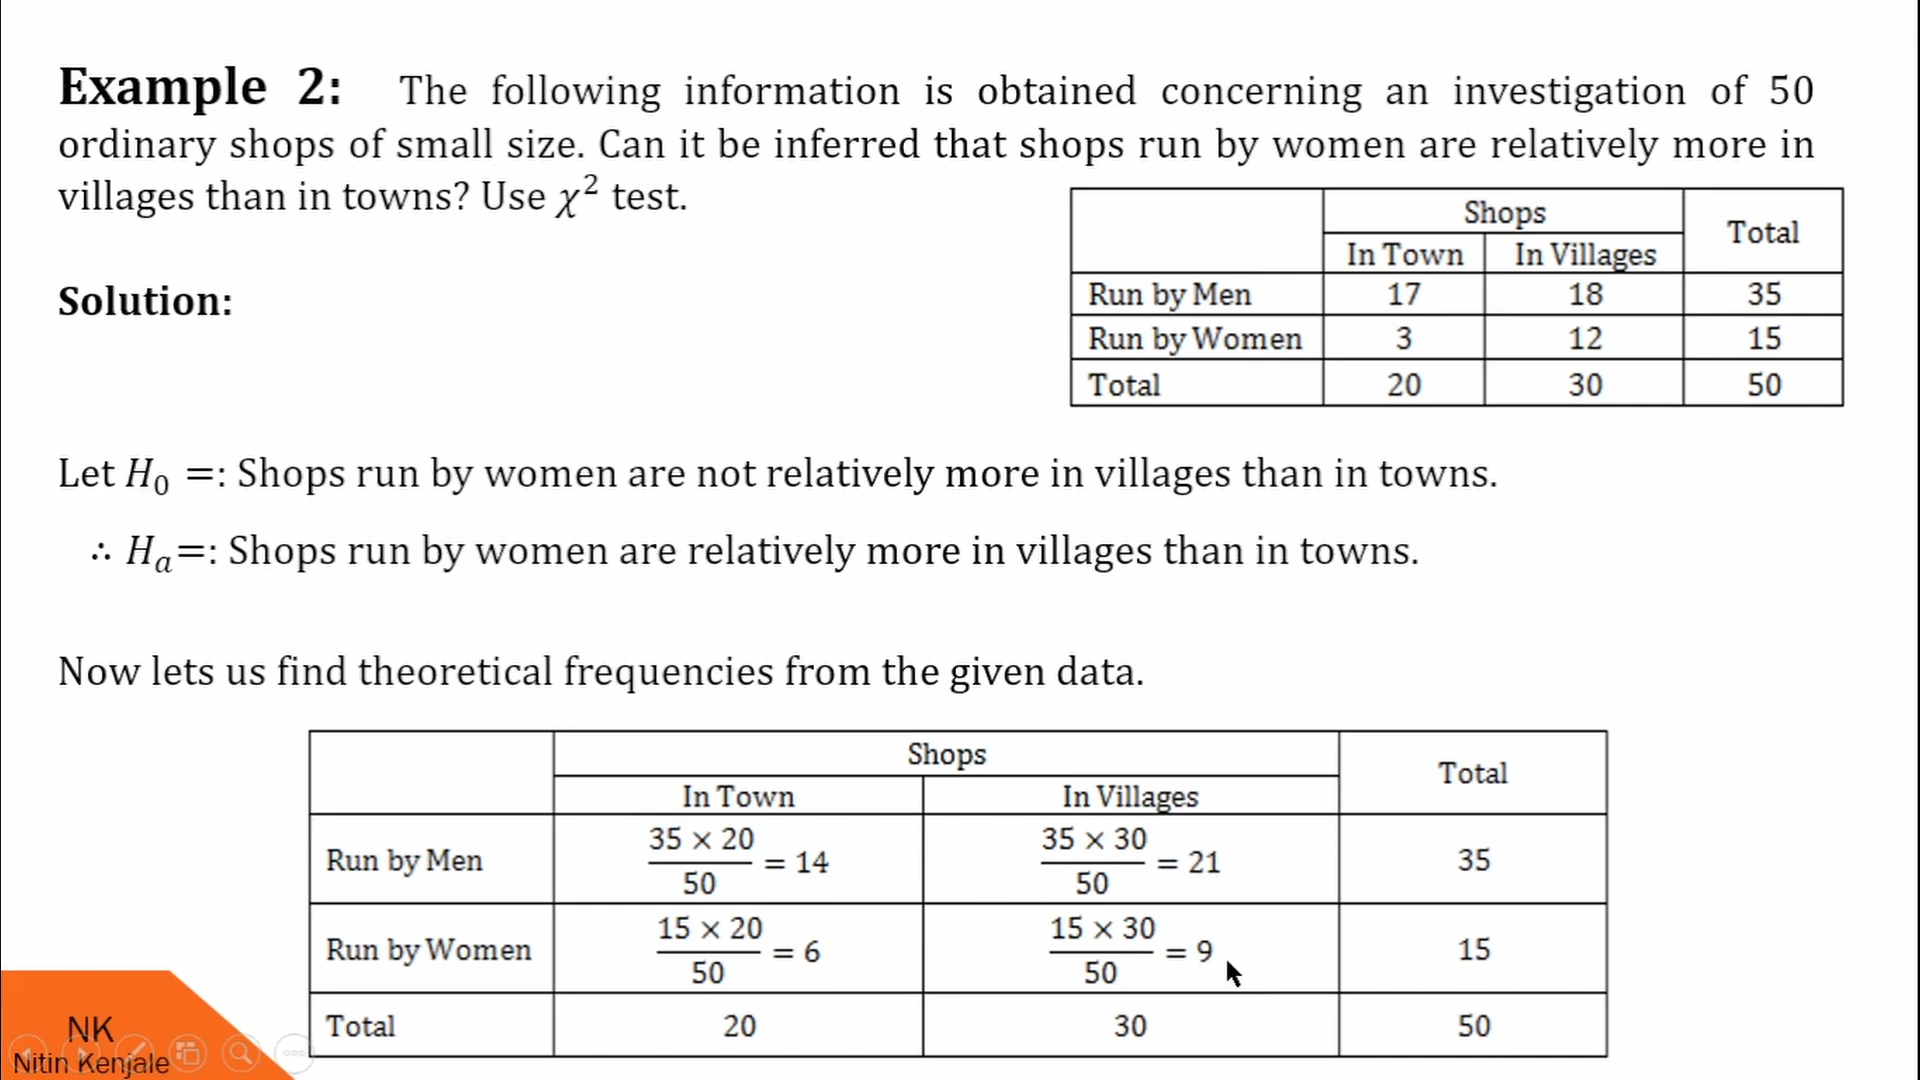 Example 2: The following information is obtained concerning an investigation of 50
ordinary shops of small size. Can it be inferred that shops run by women are relatively more in
villages than in towns? Use χ² test.
Shops Total
In Town In Villages
Run by Men 17 18 35
Run by Women 3 12 15
Total 20 30 50
Solution:
Let H₀ =: Shops run by women are not relatively more in villages than in towns.
∴ Hₐ=: Shops run by women are relatively more in villages than in towns.
Now lets us find theoretical frequencies from the given data.
Shops Total
In Town In Villages
Run by Men 35 × 20 / 50 = 14 35 × 30 / 50 = 21 35
Run by Women 15 × 20 / 50 = 6 15 × 30 / 50 = 9 15
Total 20 30 50
NK
Nitin Kenjale